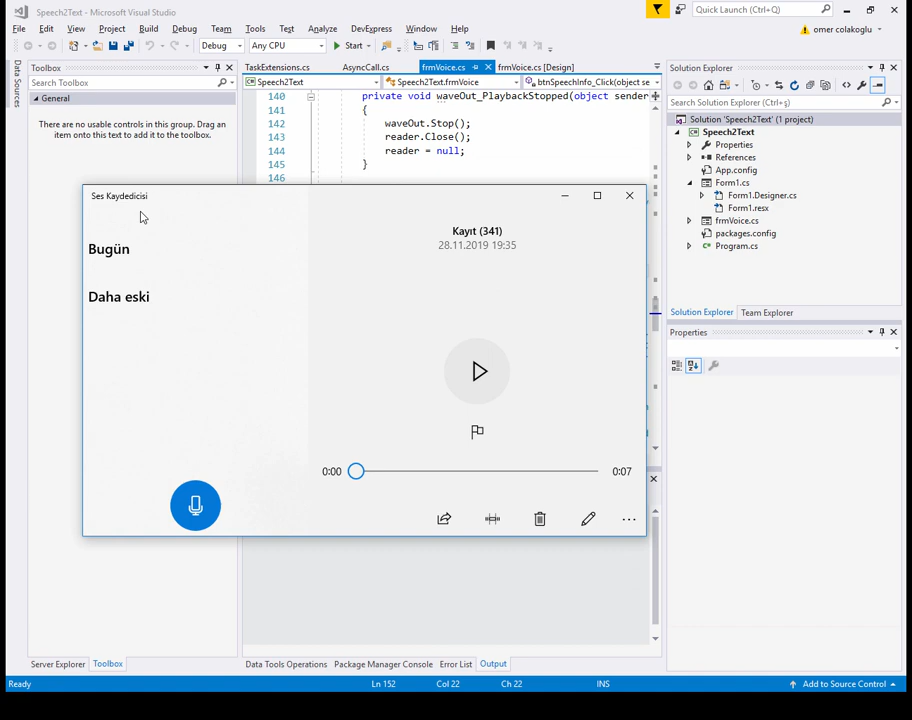 Speech2Text - Microsoft Visual Studio
Quick Launch (Ctrl+Q)
File Edit View Project Build Debug Team Tools Test Analyze DevExpress Window Help
omer colakoglu
Debug Any CPU Start
Data Sources
Toolbox
Search Toolbox
General
There are no usable controls in this group. Drag an
item onto this text to add it to the toolbox.
TaskExtensions.cs AsyncCall.cs frmVoice.cs frmVoice.cs [Design]
Speech2Text Speech2Text.frmVoice btnSpeechInfo_Click(object se
140 private void waveOut_PlaybackStopped(object sender
141 {
142 waveOut.Stop();
143 reader.Close();
144 reader = null;
145 }
146
Solution Explorer
Search Solution Explorer (Ctrl+ş)
Solution 'Speech2Text' (1 project)
Speech2Text
Properties
References
App.config
Form1.cs
Form1.Designer.cs
Form1.resx
frmVoice.cs
packages.config
Program.cs
Solution Explorer Team Explorer
Properties
Ses Kaydedicisi
Bugün
Daha eski
Kayıt (341)
28.11.2019 19:35
0:00 0:07
Server Explorer Toolbox
Data Tools Operations Package Manager Console Error List Output
Ready Ln 152 Col 22 Ch 22 INS Add to Source Control